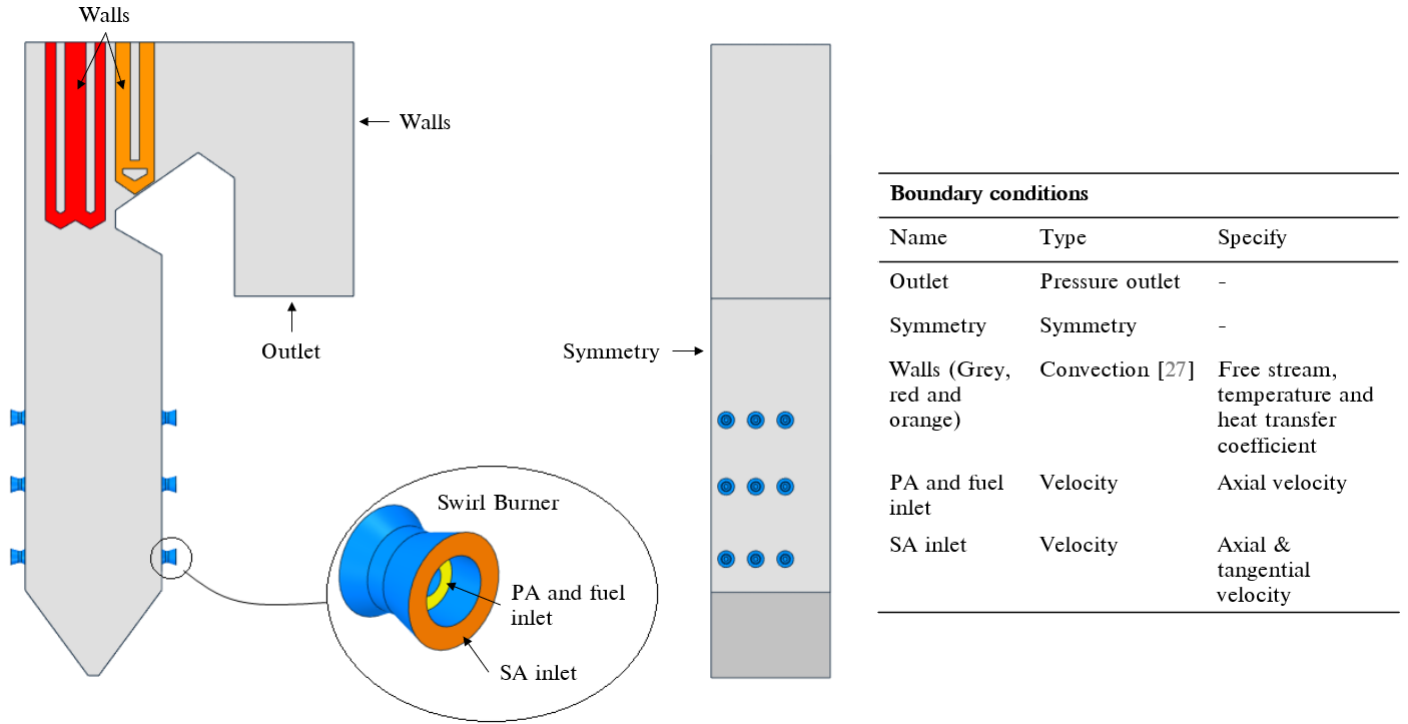 Walls
Walls
Outlet
Swirl Burner
PA and fuel
inlet
SA inlet
Symmetry
Boundary conditions
Name Type Specify
Outlet Pressure outlet -
Symmetry Symmetry -
Walls (Grey, Convection [27] Free stream,
red and temperature and
orange) heat transfer
coefficient
PA and fuel Velocity Axial velocity
inlet
SA inlet Velocity Axial &
tangential
velocity